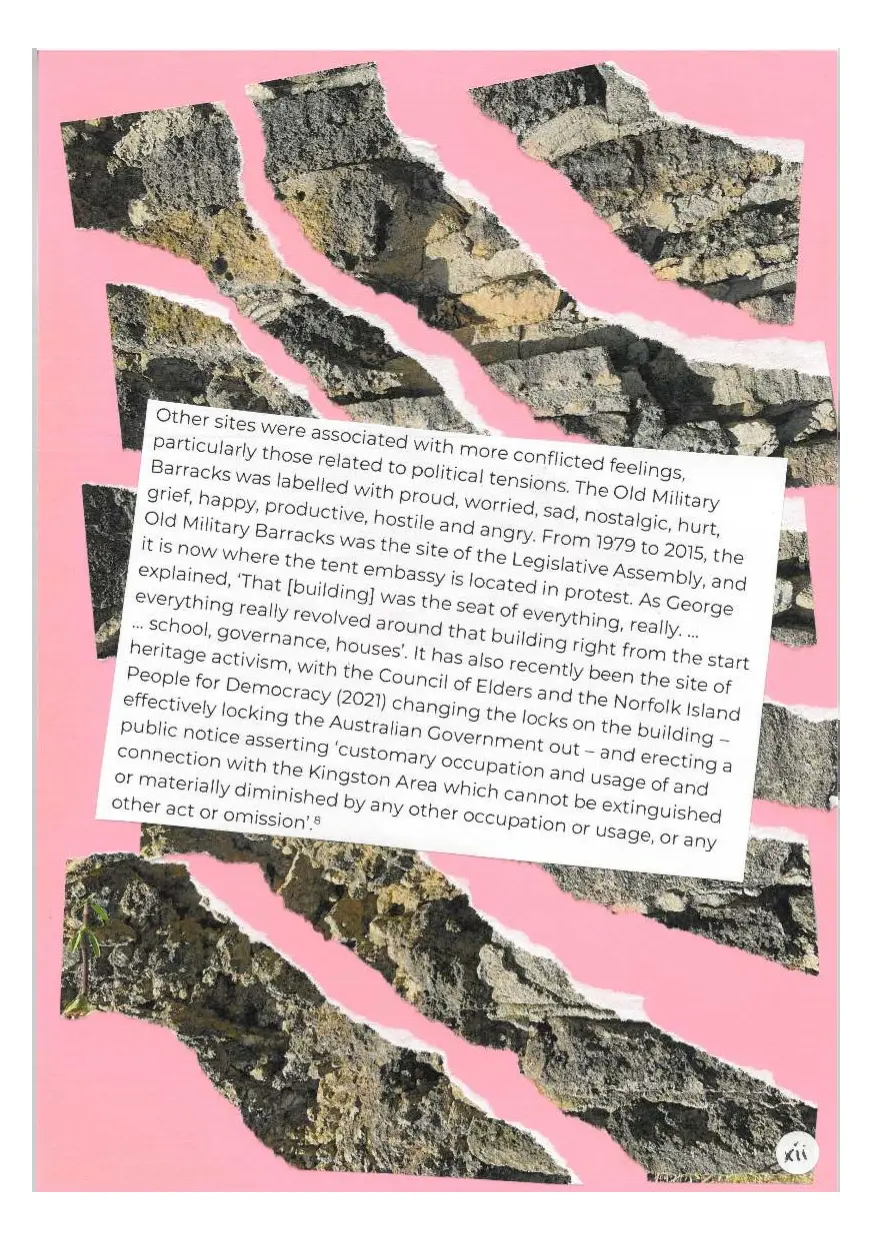 Other sites were associated with more conflicted feelings,
particularly those related to political tensions. The Old Military
Barracks was labelled with proud, worried, sad, nostalgic, hurt,
grief, happy, productive, hostile and angry. From 1979 to 2015, the
Old Military Barracks was the site of the Legislative Assembly, and
it is now where the tent embassy is located in protest. As George
explained, ‘That [building] was the seat of everything, really. ...
everything really revolved around that building right from the start
... school, governance, houses’. It has also recently been the site of
heritage activism, with the Council of Elders and the Norfolk Island
People for Democracy (2021) changing the locks on the building –
effectively locking the Australian Government out – and erecting a
public notice asserting ‘customary occupation and usage of and
connection with the Kingston Area which cannot be extinguished
or materially diminished by any other occupation or usage, or any
other act or omission’.⁸
xii